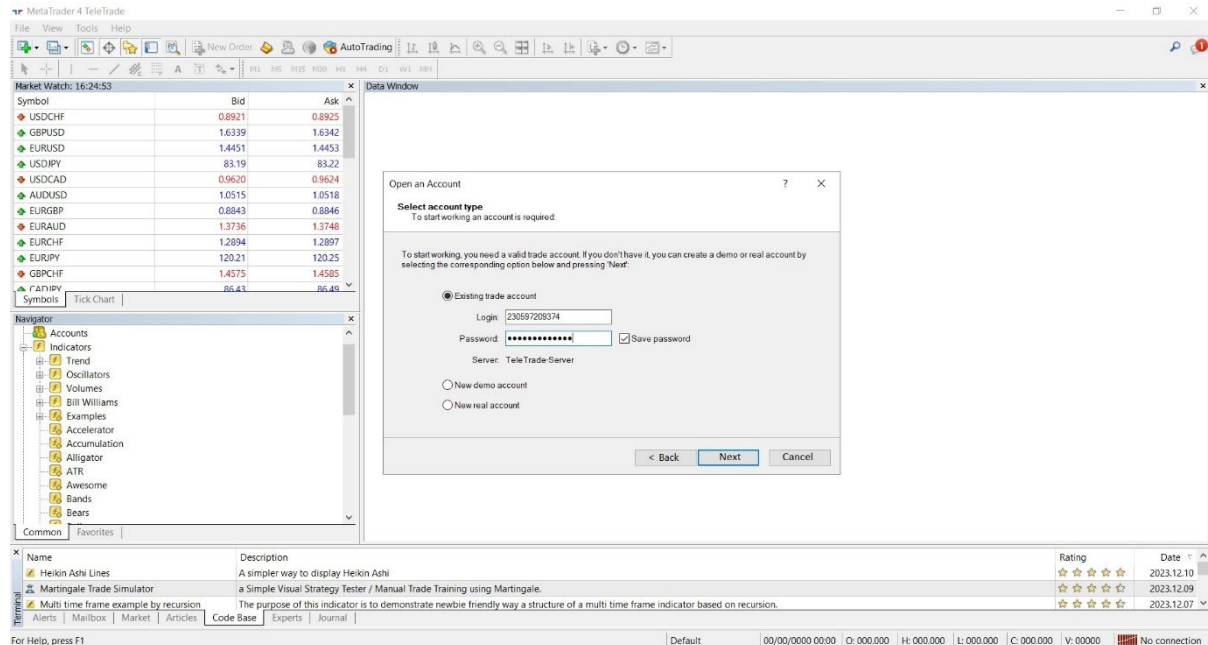 MetaTrader 4 TeleTrade
File View Tools Help
New Order AutoTrading
A T M1 M5 M15 M30 H1 H4 D1 W1 MN
Market Watch: 16:24:53
Data Window
Symbol Bid Ask
USDCHF 0.8921 0.8925
GBPUSD 1.6339 1.6342
EURUSD 1.4451 1.4453
USDJPY 83.19 83.22
USDCAD 0.9620 0.9624
AUDUSD 1.0515 1.0518
EURGBP 0.8843 0.8846
EURAUD 1.3736 1.3748
EURCHF 1.2894 1.2897
EURJPY 120.21 120.25
GBPCHF 1.4575 1.4585
CADJPY 86.43 86.49
Symbols Tick Chart
Navigator
Accounts
Indicators
Trend
Oscillators
Volumes
Bill Williams
Examples
Accelerator
Accumulation
Alligator
ATR
Awesome
Bands
Bears
Common Favorites
Open an Account ?
Select account type
To start working an account is required:
To start working, you need a valid trade account. If you don't have it, you can create a demo or real account by
selecting the corresponding option below and pressing 'Next':
Existing trade account
Login: 230597209374
Password: •••••••••••••
Save password
Server: TeleTrade-Server
New demo account
New real account
< Back Next Cancel
Name Description Rating Date
Heikin Ashi Lines A simpler way to display Heikin Ashi 2023.12.10
Martingale Trade Simulator a Simple Visual Strategy Tester / Manual Trade Training using Martingale. 2023.12.09
Multi time frame example by recursion The purpose of this indicator is to demonstrate newbie friendly way a structure of a multi time frame indicator based on recursion. 2023.12.07
Terminal
Alerts Mailbox Market Articles Code Base Experts Journal
For Help, press F1 Default 00/00/0000 00:00 O: 000.000 H: 000.000 L: 000.000 C: 000.000 V: 00000 No connection